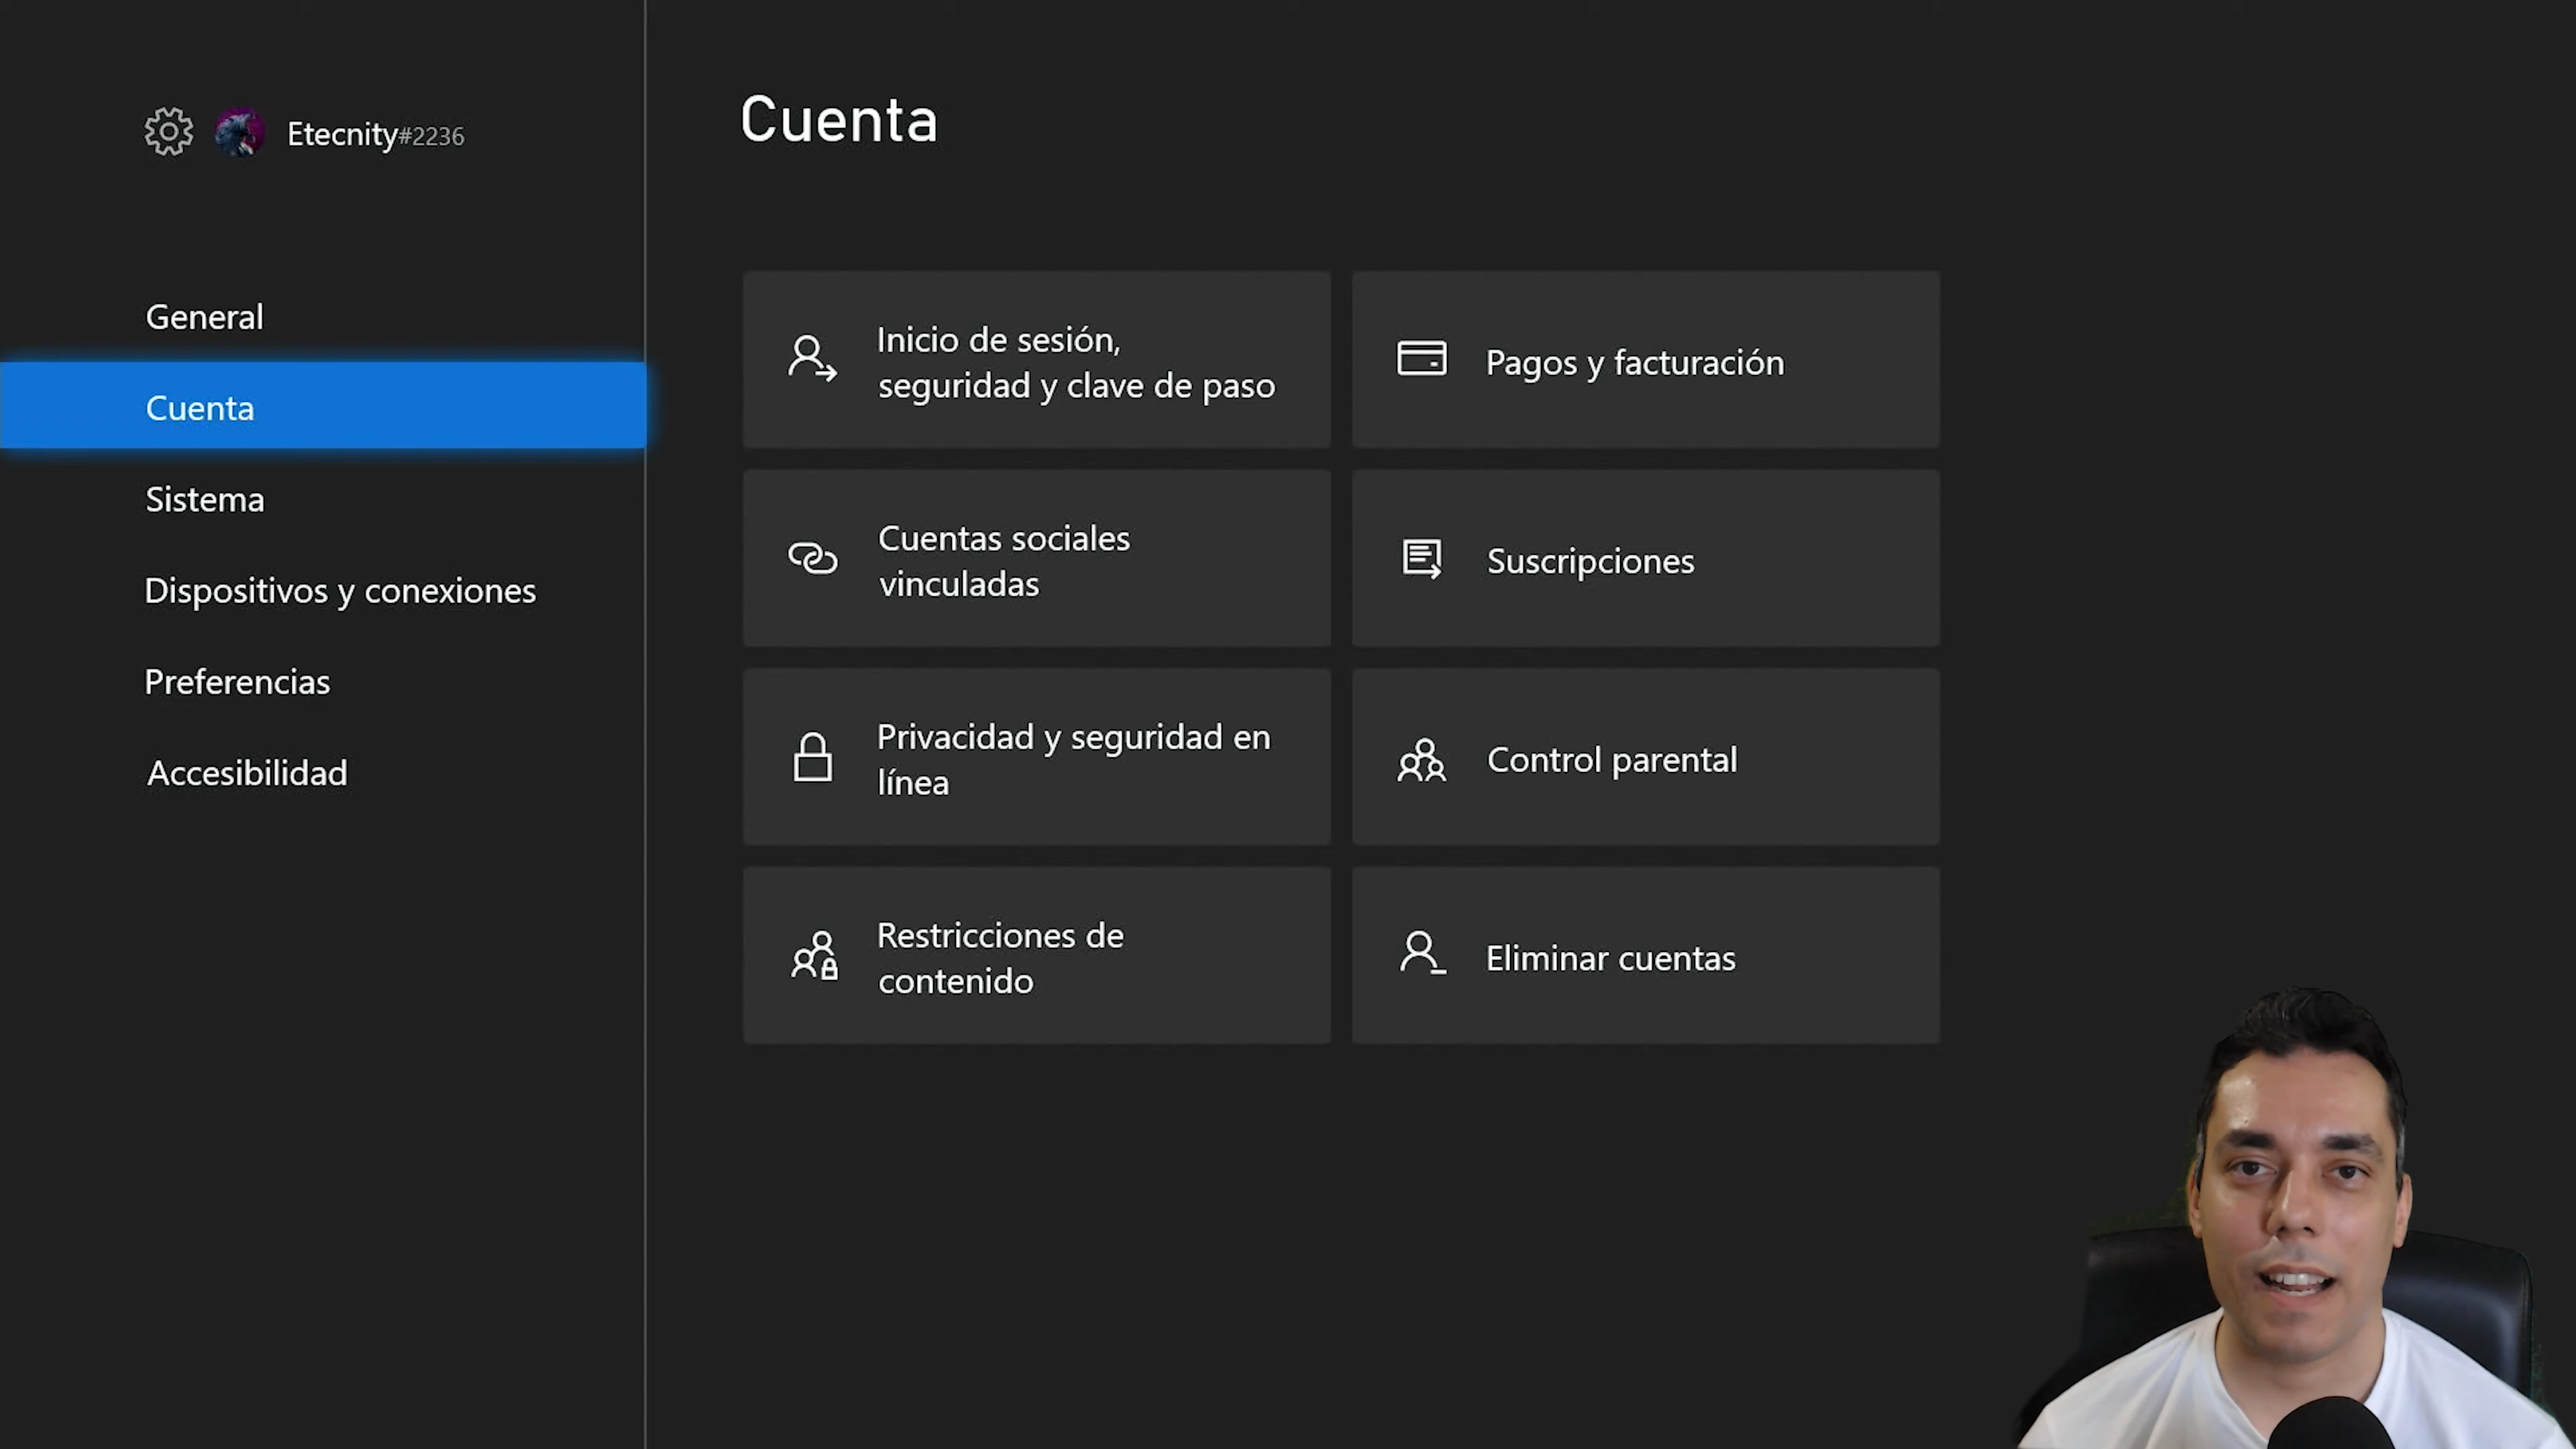 Etecnity#2236
General
Cuenta
Sistema
Dispositivos y conexiones
Preferencias
Accesibilidad
Cuenta
Inicio de sesión,
seguridad y clave de paso
Pagos y facturación
Cuentas sociales
vinculadas
Suscripciones
Privacidad y seguridad en
línea
Control parental
Restricciones de
contenido
Eliminar cuentas